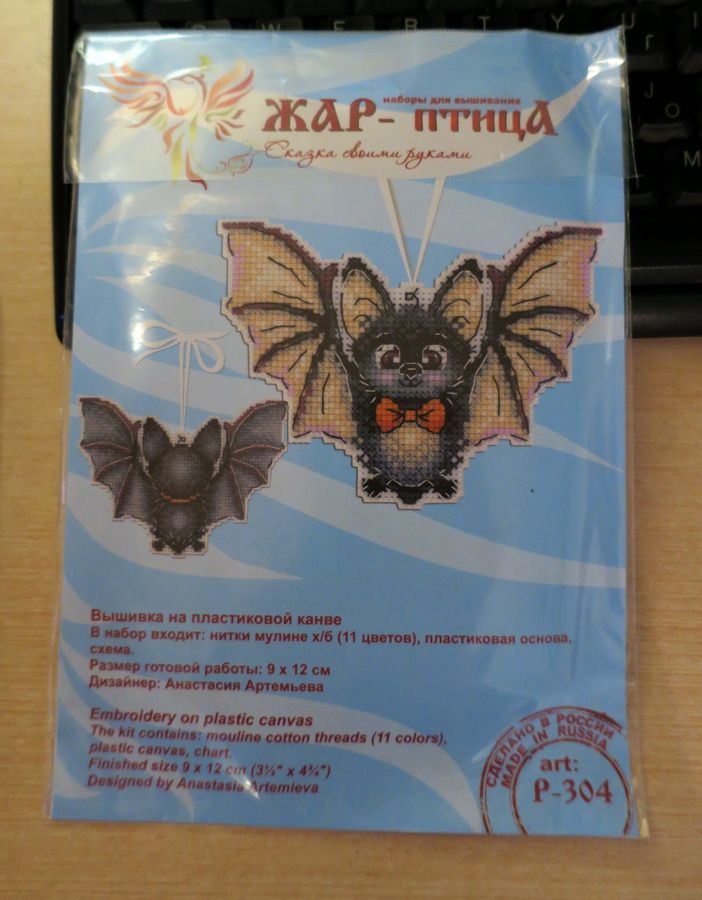 наборы для вышивания
ЖАР-ПТИЦА
Сказка своими руками
Вышивка на пластиковой канве
В набор входит: нитки мулине х/б (11 цветов), пластиковая основа,
схема.
Размер готовой работы: 9 х 12 см
Дизайнер: Анастасия Артемьева
Embroidery on plastic canvas
The kit contains: mouline cotton threads (11 colors),
plastic canvas, chart.
Finished size 9 x 12 cm (3½" x 4¾")
Designed by Anastasia Artemieva
СДЕЛАНО В РОССИИ
MADE IN RUSSIA
art:
P-304
T
Y
U
J
O
M